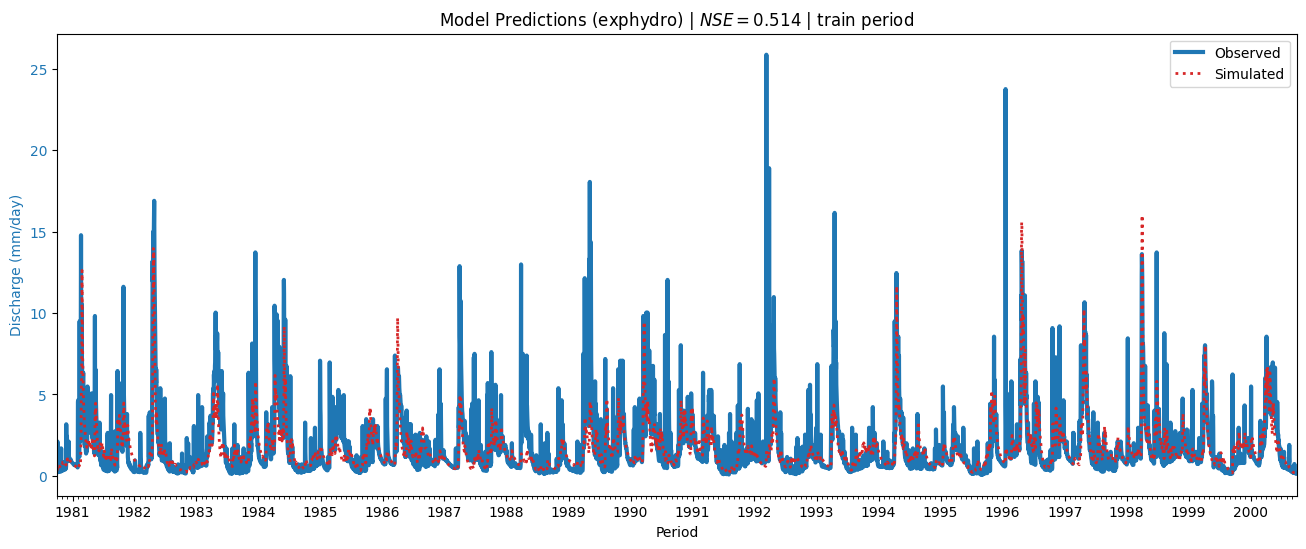 Model Predictions (exphydro) | NSE = 0.514 | train period
Observed
Simulated
25
20
15
10
5
0
Discharge (mm/day)
1981 1982 1983 1984 1985 1986 1987 1988 1989 1990 1991 1992 1993 1994 1995 1996 1997 1998 1999 2000
Period